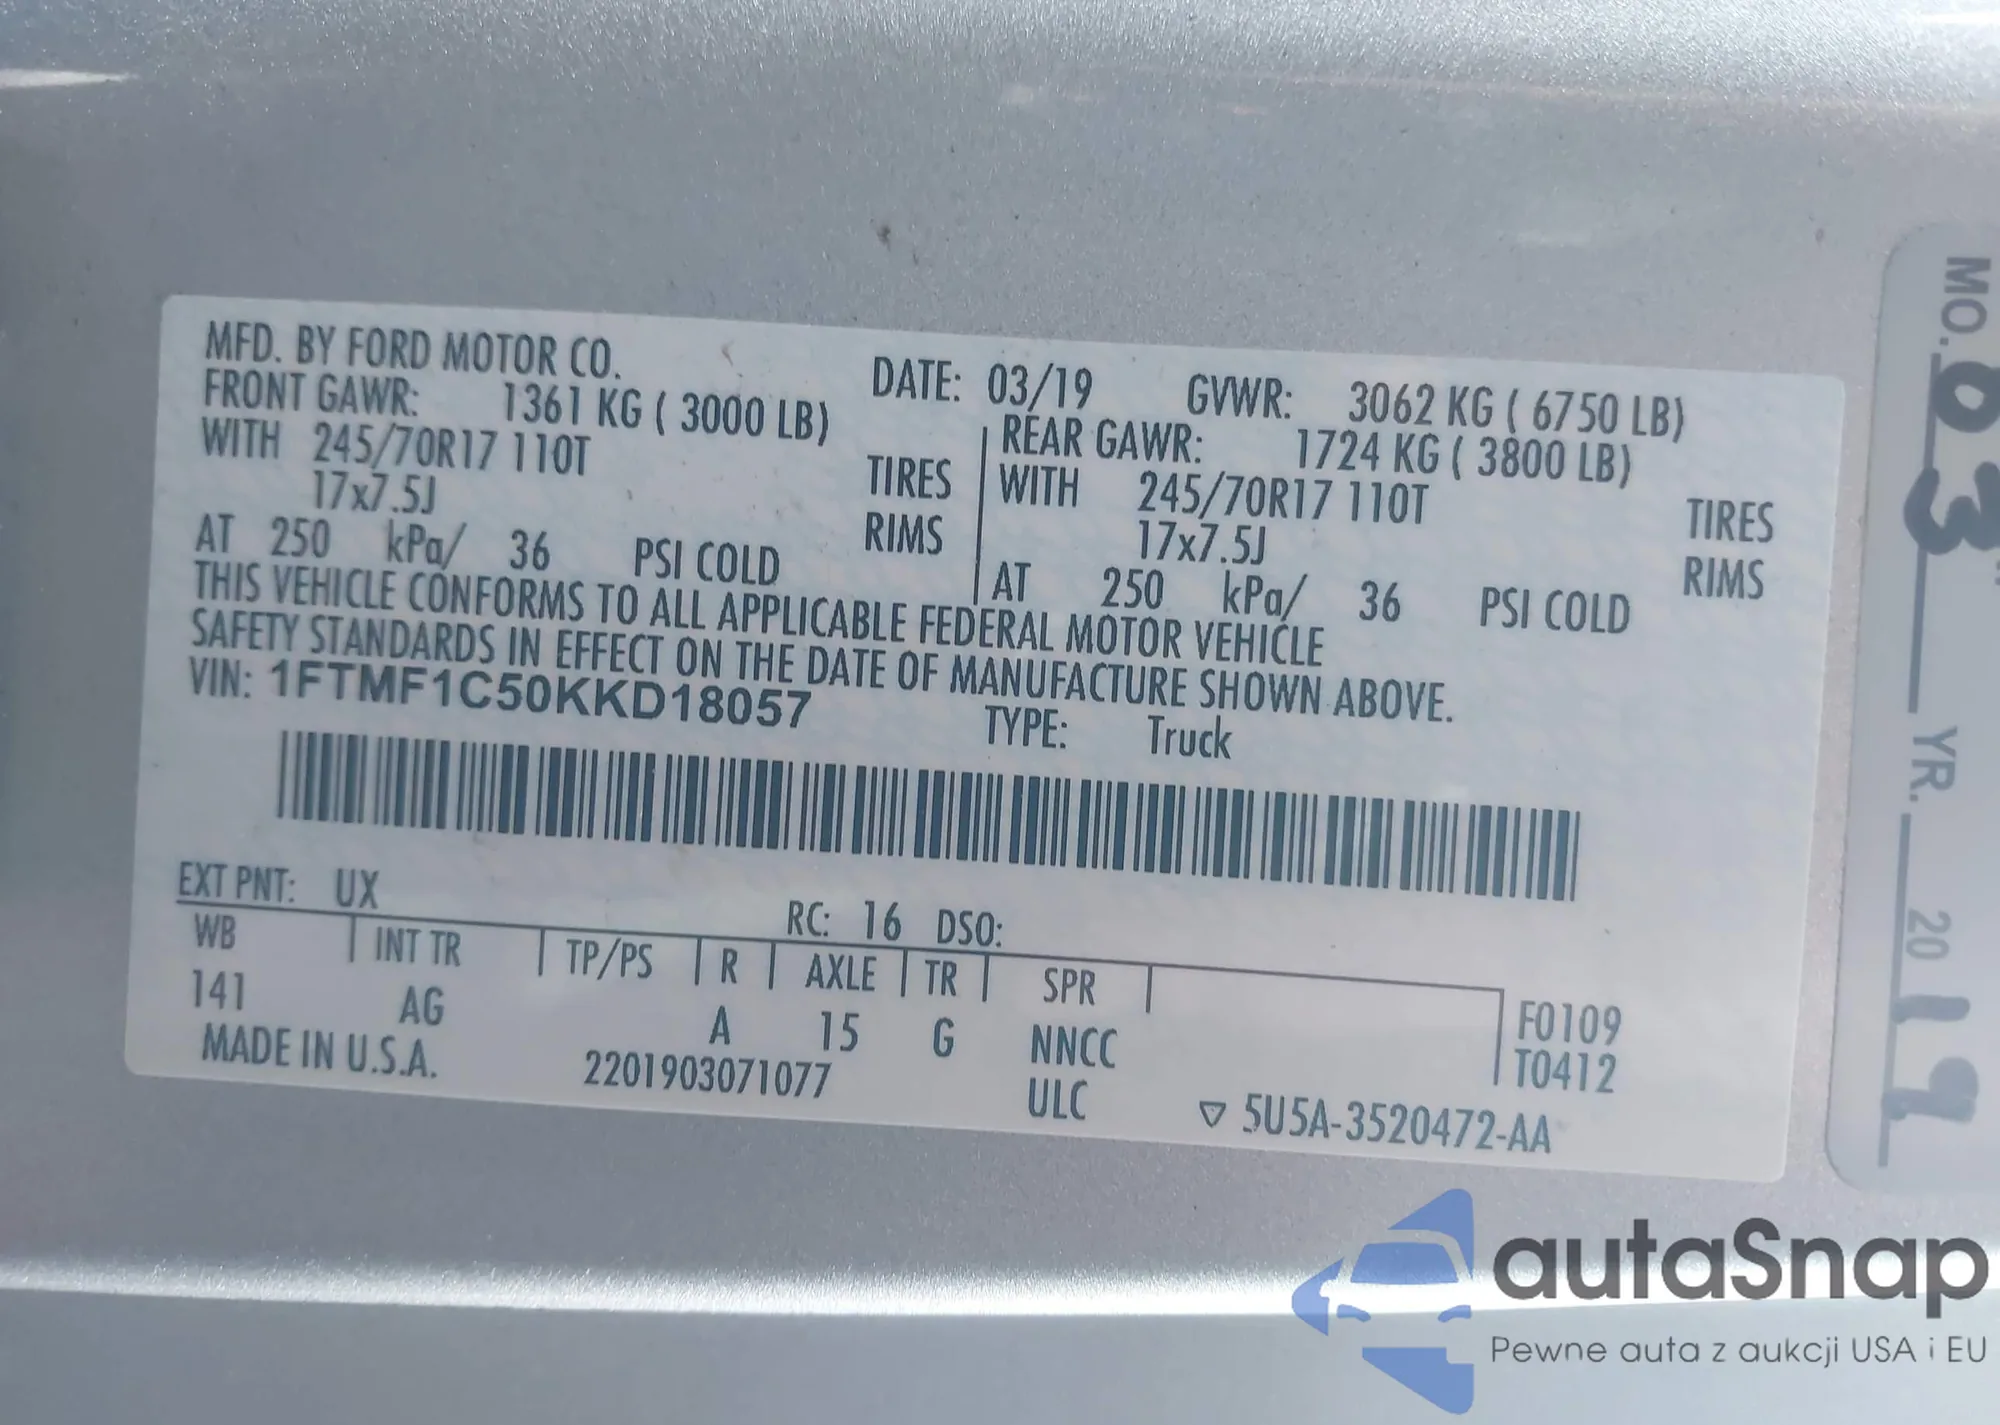 MFD. BY FORD MOTOR CO.
DATE: 03/19 GVWR: 3062 KG ( 6750 LB)
FRONT GAWR: 1361 KG ( 3000 LB)
WITH 245/70R17 110T TIRES
17x7.5J RIMS
AT 250 kPa/ 36 PSI COLD
REAR GAWR: 1724 KG ( 3800 LB)
WITH 245/70R17 110T TIRES
17x7.5J RIMS
AT 250 kPa/ 36 PSI COLD
THIS VEHICLE CONFORMS TO ALL APPLICABLE FEDERAL MOTOR VEHICLE
SAFETY STANDARDS IN EFFECT ON THE DATE OF MANUFACTURE SHOWN ABOVE.
VIN: 1FTMF1C50KKD18057 TYPE: Truck
EXT PNT: UX RC: 16 DSO:
WB | INT TR | TP/PS | R | AXLE | TR | SPR
141 AG A 15 G NNCC F0109
MADE IN U.S.A. 2201903071077 ULC T0412
▽ 5U5A-3520472-AA
MO. 03 YR. 2019
autaSnap
Pewne auta z aukcji USA i EU